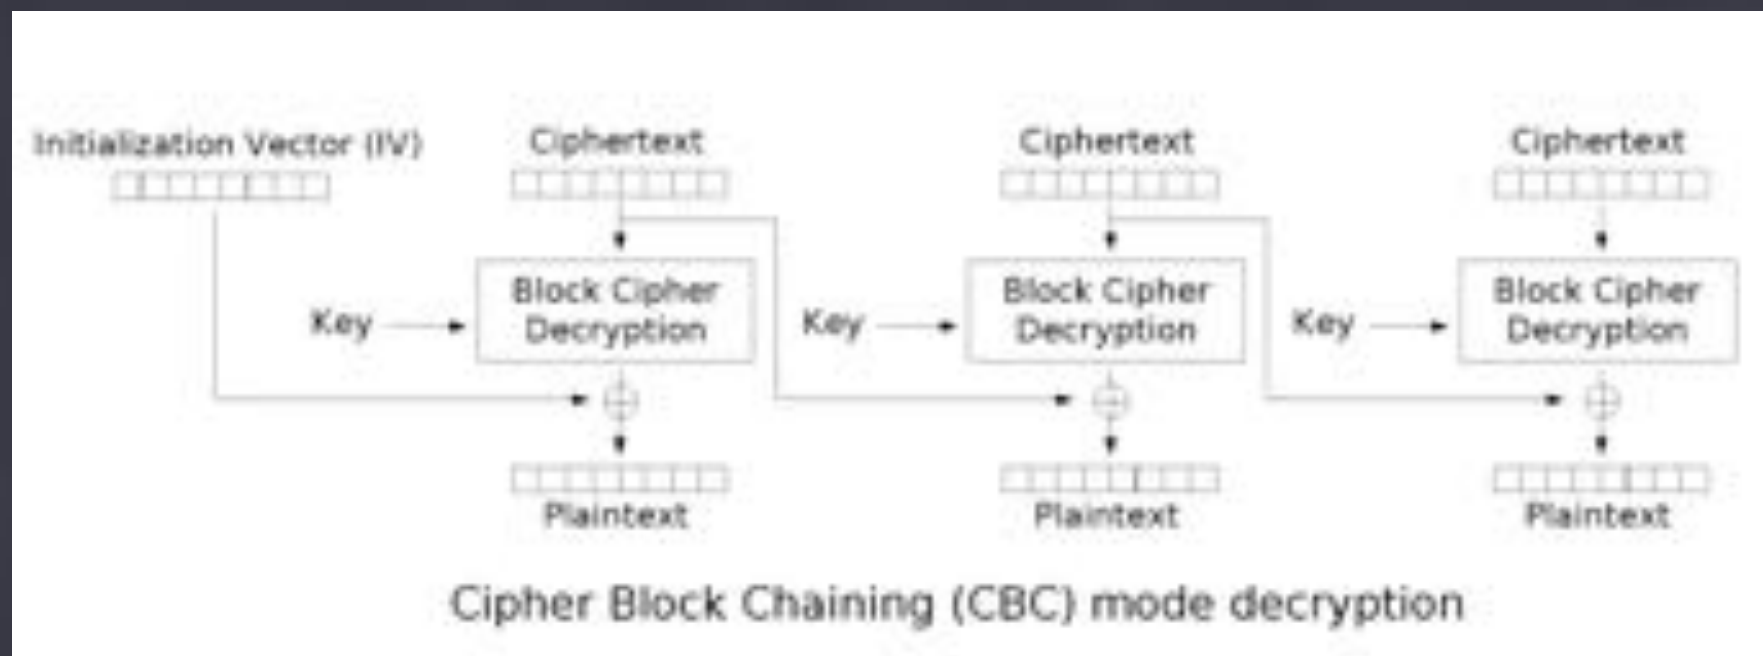 Initialization Vector (IV)
Ciphertext
Ciphertext
Ciphertext
Key
Block Cipher
Decryption
Key
Block Cipher
Decryption
Key
Block Cipher
Decryption
Plaintext
Plaintext
Plaintext
Cipher Block Chaining (CBC) mode decryption